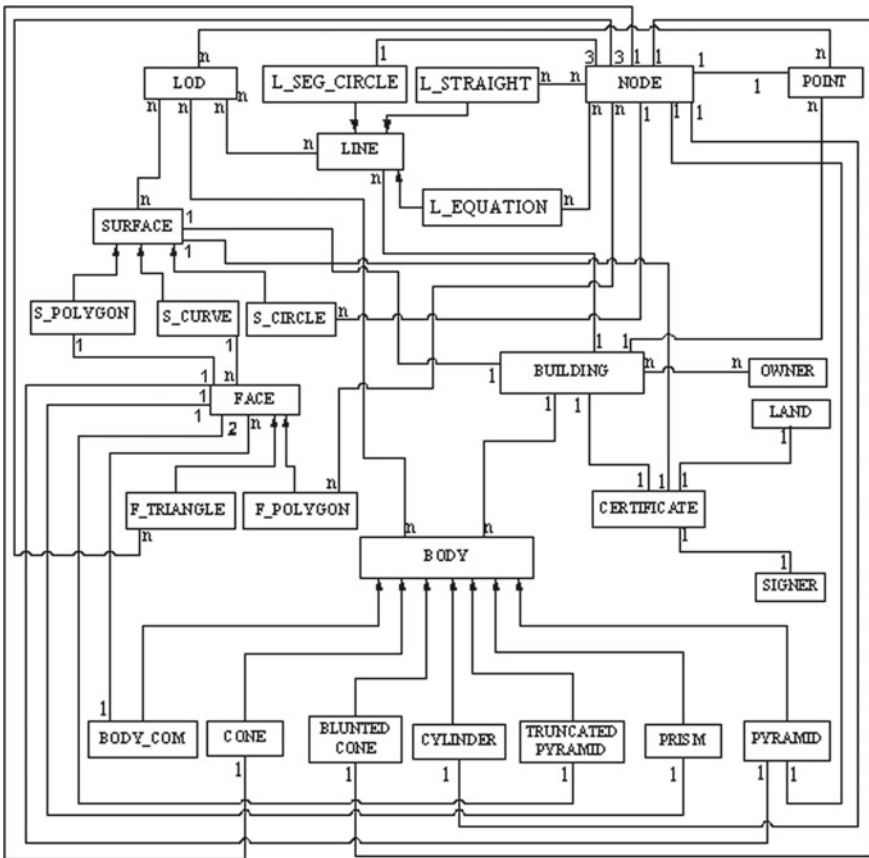 1 3 3 1 1
n n 1 n
LOD L_SEG_CIRCLE L_STRAIGHT n n NODE 1 POINT
n n n n n 1 1 1 n
n LINE
n
n L_EQUATION n
SURFACE 1
1
S_POLYGON S_CURVE S_CIRCLE n
1 1 1 1
1 n BUILDING n n OWNER
1 FACE 1
1 2 n 1 1 LAND
1
n 1 1 1
F_TRIANGLE F_POLYGON CERTIFICATE
n n n 1
BODY 1
SIGNER
1
BODY_COM CONE BLUNTED CYLINDER TRUNCATED PRISM PYRAMID
CONE PYRAMID
1 1 1 1 1 1 1